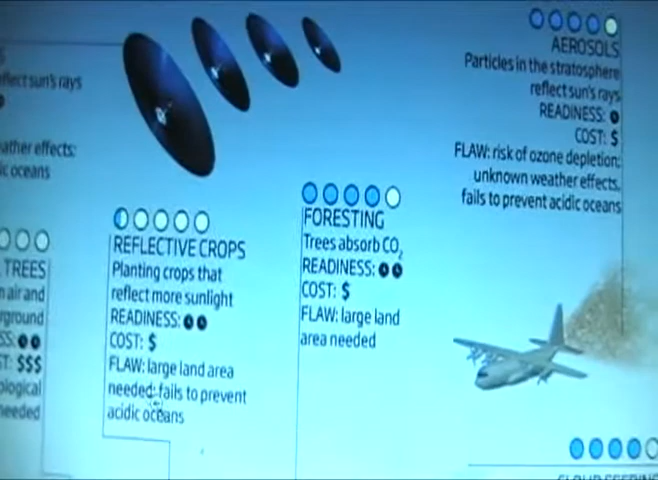 eflect sun's rays
ather effects:
ic oceans
TREES
air and
rground
$$$
ological
needed
REFLECTIVE CROPS
Planting crops that
reflect more sunlight
READINESS:
COST: $
FLAW: large land area
needed: fails to prevent
acidic oceans
FORESTING
Trees absorb CO2
READINESS:
COST: $
FLAW: large land
area needed
AEROSOLS
Particles in the stratosphere
reflect sun's rays
READINESS:
COST: $
FLAW: risk of ozone depletion;
unknown weather effects,
fails to prevent acidic oceans
CLOUD SEEDING